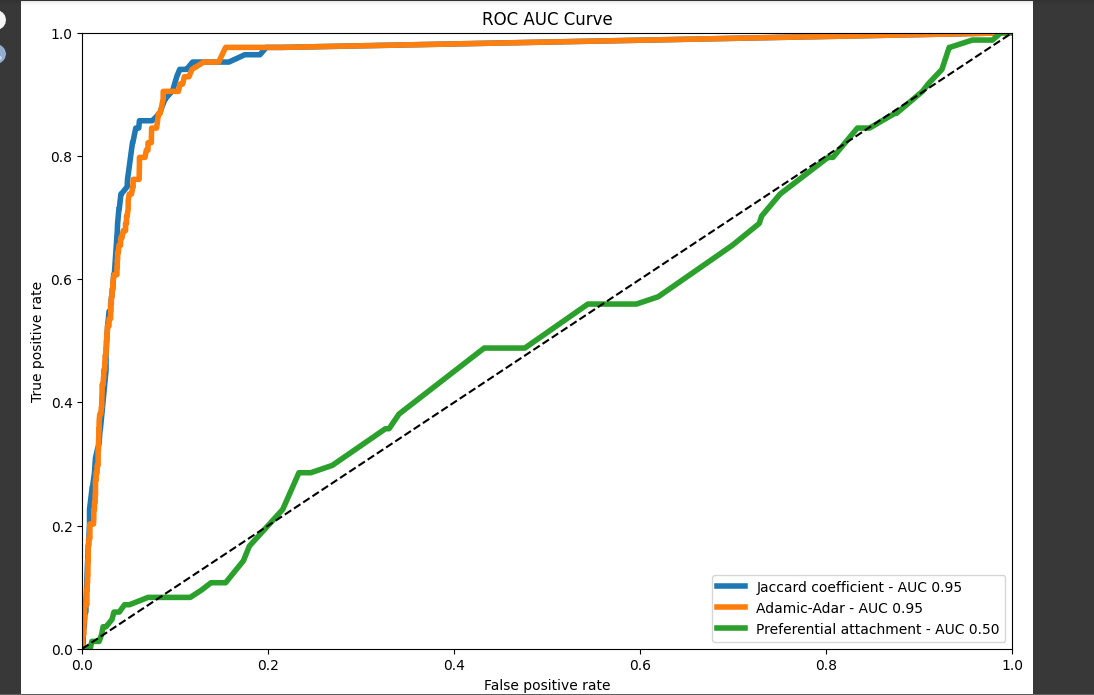 ROC AUC Curve
1.0
0.8
0.6
0.4
0.2
0.0
True positive rate
0.0 0.2 0.4 0.6 0.8 1.0
False positive rate
Jaccard coefficient - AUC 0.95
Adamic-Adar - AUC 0.95
Preferential attachment - AUC 0.50